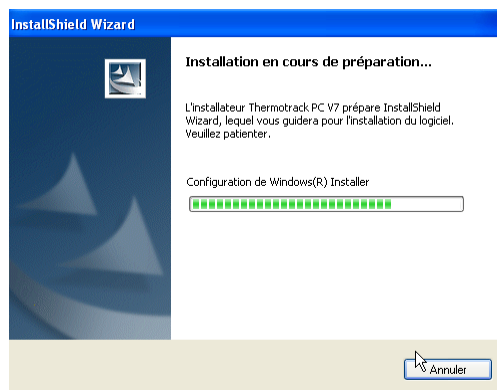 InstallShield Wizard
Installation en cours de préparation...
L'installateur Thermotrack PC V7 prépare InstallShield
Wizard, lequel vous guidera pour l'installation du logiciel.
Veuillez patienter.
Configuration de Windows(R) Installer
Annuler